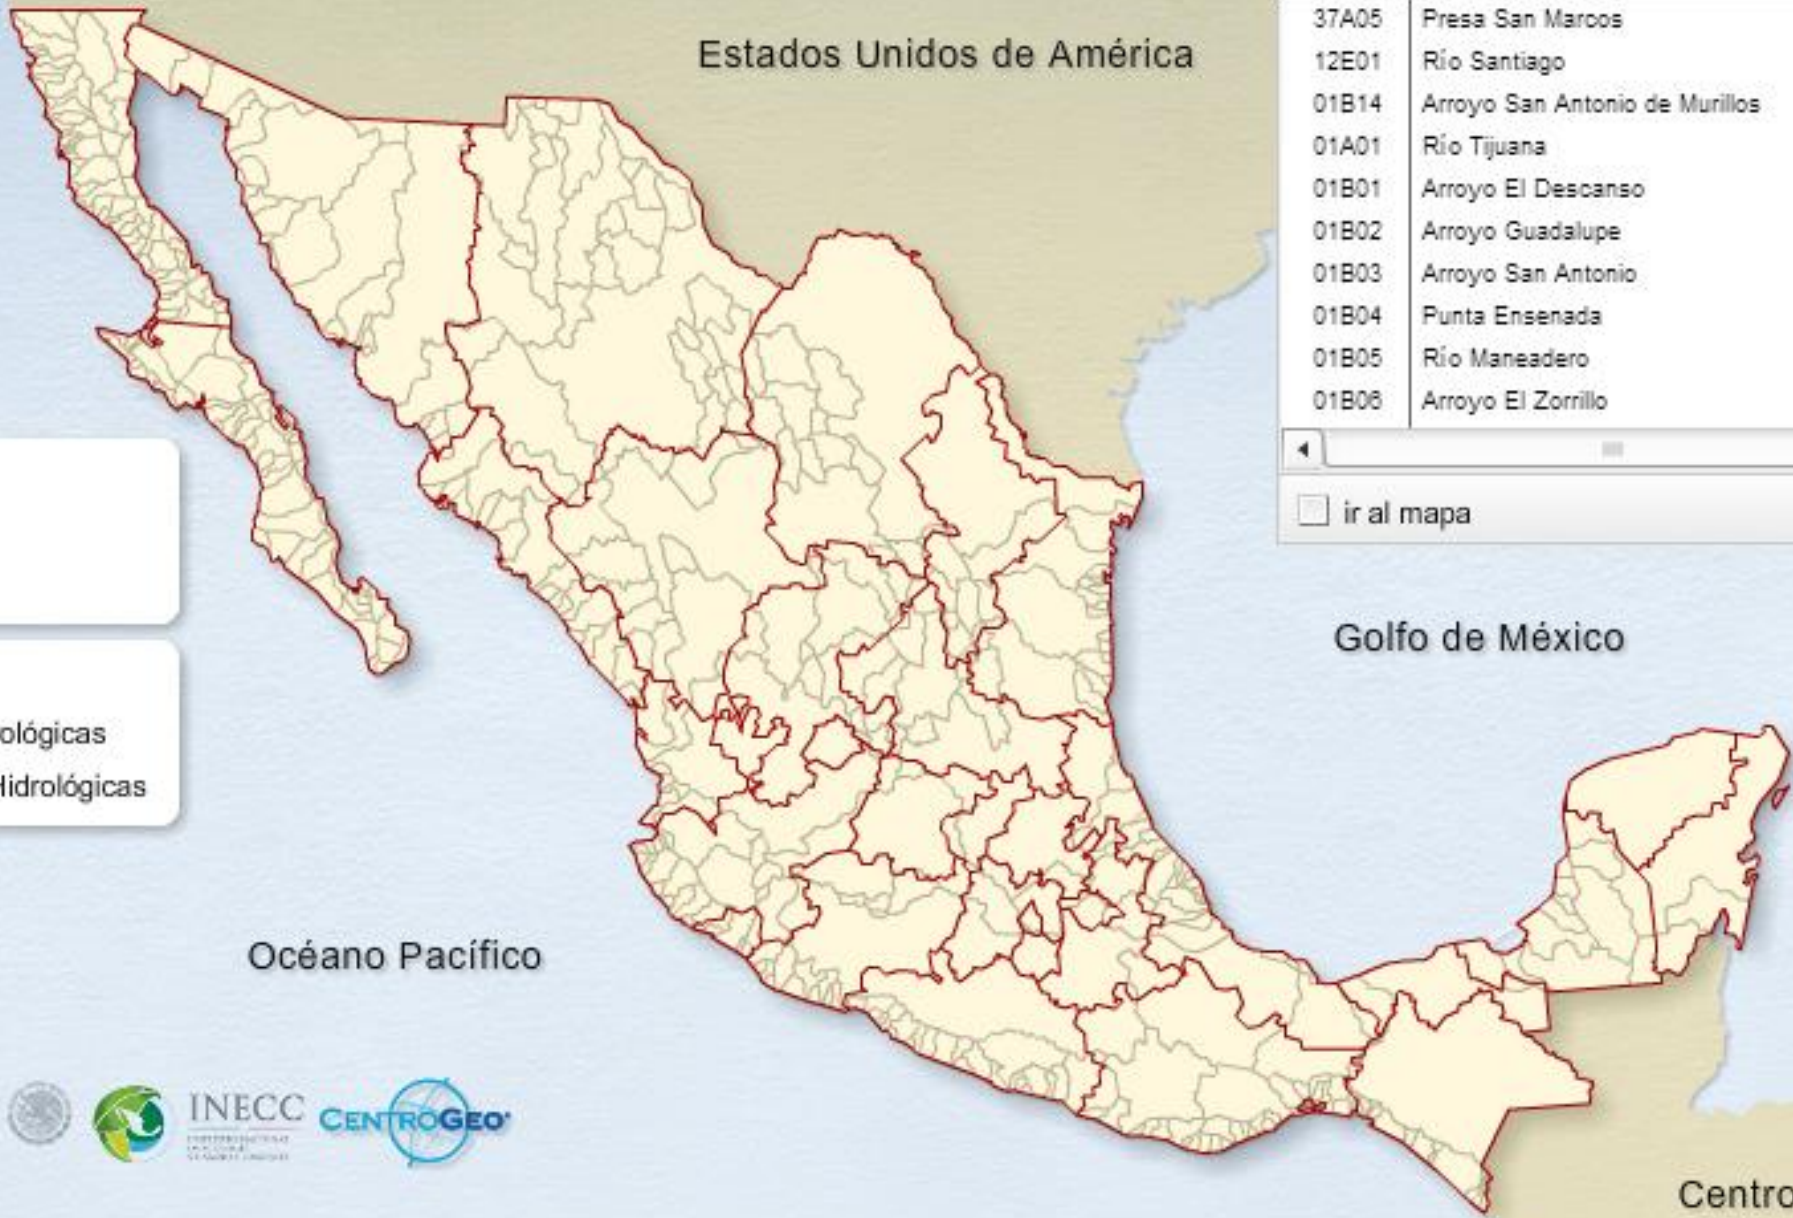 Estados Unidos de América
37A05 Presa San Marcos
12E01 Río Santiago
01B14 Arroyo San Antonio de Murillos
01A01 Río Tijuana
01B01 Arroyo El Descanso
01B02 Arroyo Guadalupe
01B03 Arroyo San Antonio
01B04 Punta Ensenada
01B05 Río Maneadero
01B06 Arroyo El Zorrillo
ir al mapa
Golfo de México
ológicas
Hidrológicas
Océano Pacífico
INECC
CENTROGEO
Centro